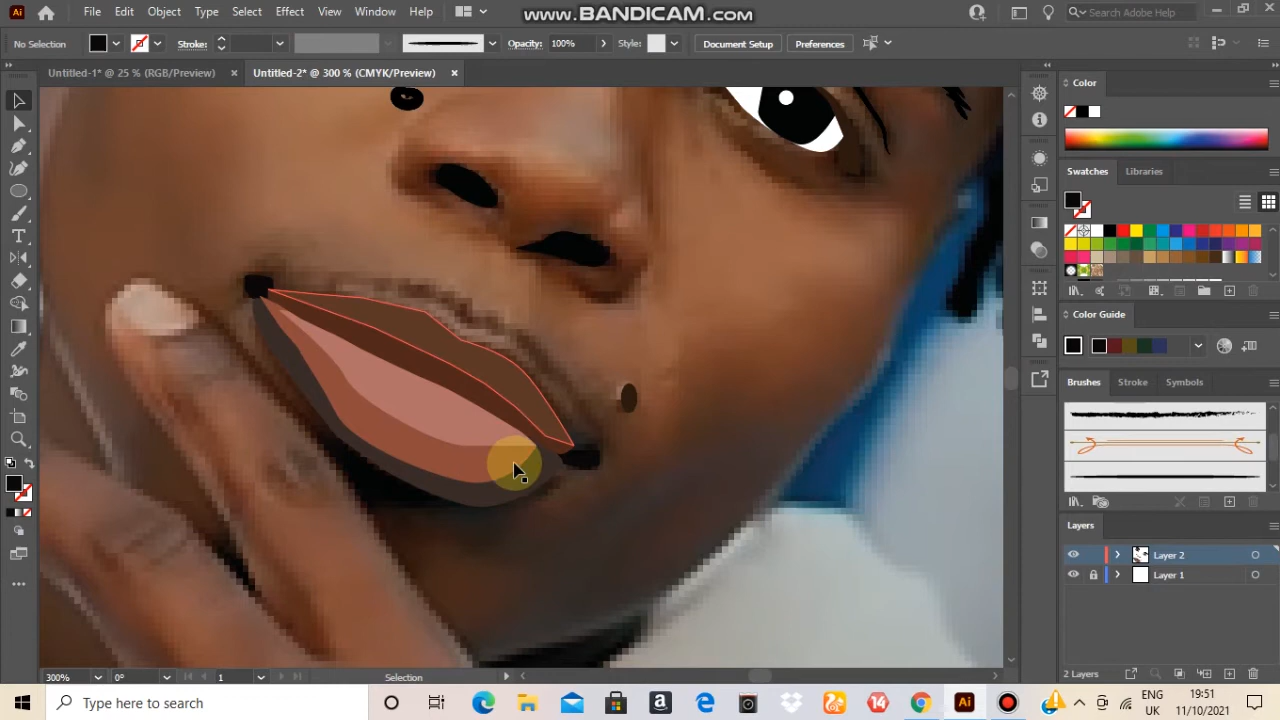 Ai File Edit Object Type Select Effect View Window Help
www.BANDICAM.com
Search Adobe Help
No Selection Stroke: Opacity: 100% Style: Document Setup Preferences
Untitled-1* @ 25 % (RGB/Preview) Untitled-2* @ 300 % (CMYK/Preview)
Color
Swatches Libraries
Color Guide
Brushes Stroke Symbols
Layers
Layer 2
Layer 1
2 Layers
300% 0° 1 Selection
Type here to search
a
14
Ai
ENG
UK
19:51
11/10/2021